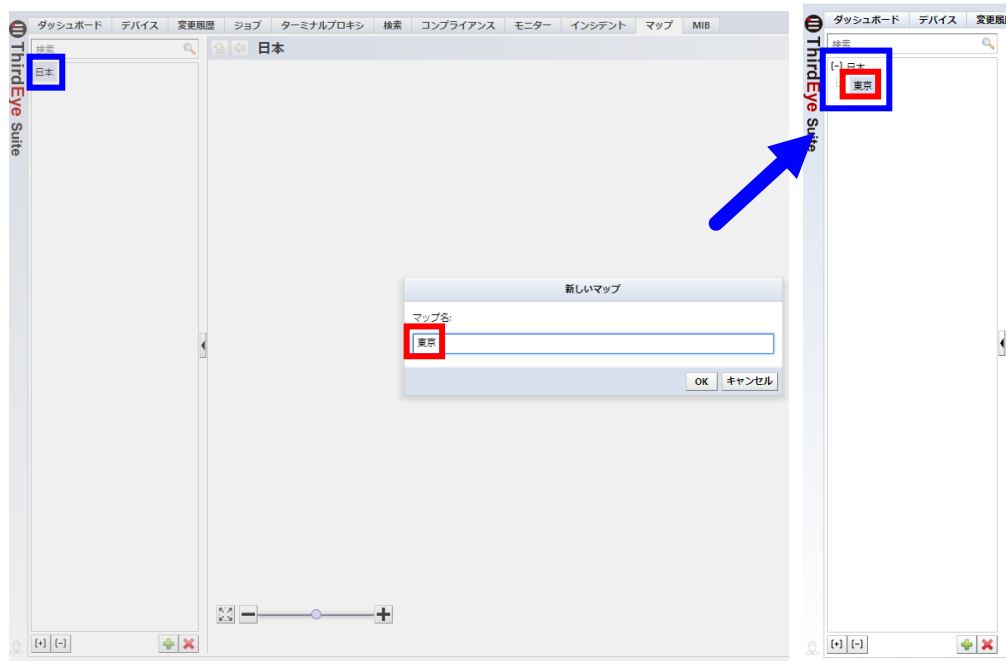 ダッシュボード デバイス 変更履歴 ジョブ ターミナルプロキシ 検索 コンプライアンス モニター インシデント マップ MIB
ThirdEye Suite
検索
日本
日本
新しいマップ
マップ名:
東京
OK キャンセル
[+] [-]
ダッシュボード デバイス
ThirdEye Suite
検索
[-] 日本
東京
[+] [-]